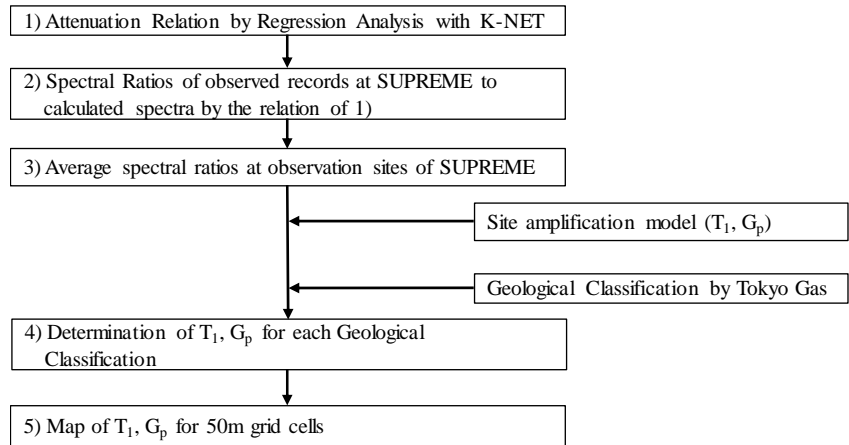 1) Attenuation Relation by Regression Analysis with K-NET
2) Spectral Ratios of observed records at SUPREME to
calculated spectra by the relation of 1)
3) Average spectral ratios at observation sites of SUPREME
Site amplification model (T1, Gp)
Geological Classification by Tokyo Gas
4) Determination of T1, Gp for each Geological
Classification
5) Map of T1, Gp for 50m grid cells